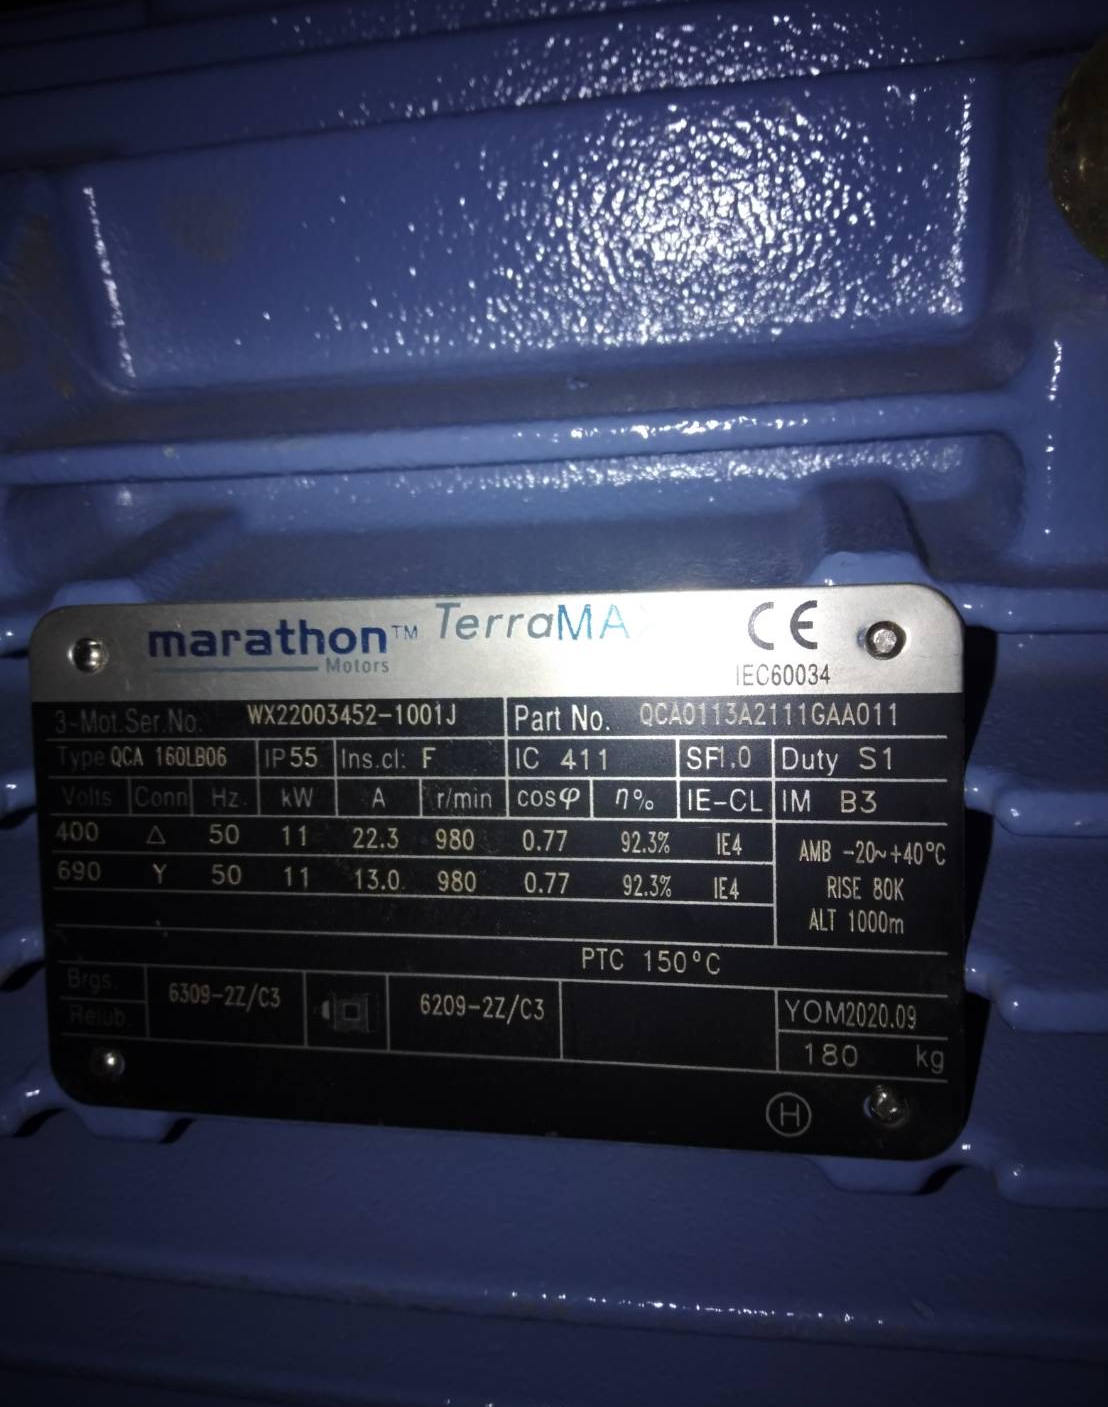 marathon™ TerraMAX CE
Motors
IEC60034
3-Mot.Ser.No. WX22003452-1001J Part No. QCA0113A2111GAA011
Type QCA 160LB06 IP55 Ins.cl: F IC 411 SF1.0 Duty S1
Volts Conn Hz kW A r/min cosφ η% IE-CL IM B3
400 Δ 50 11 22.3 980 0.77 92.3% IE4
690 Y 50 11 13.0 980 0.77 92.3% IE4
AMB -20~+40°C
RISE 80K
ALT 1000m
PTC 150°C
Brgs. 6309-2Z/C3 6209-2Z/C3
Relub.
YOM2020.09
180 kg
H